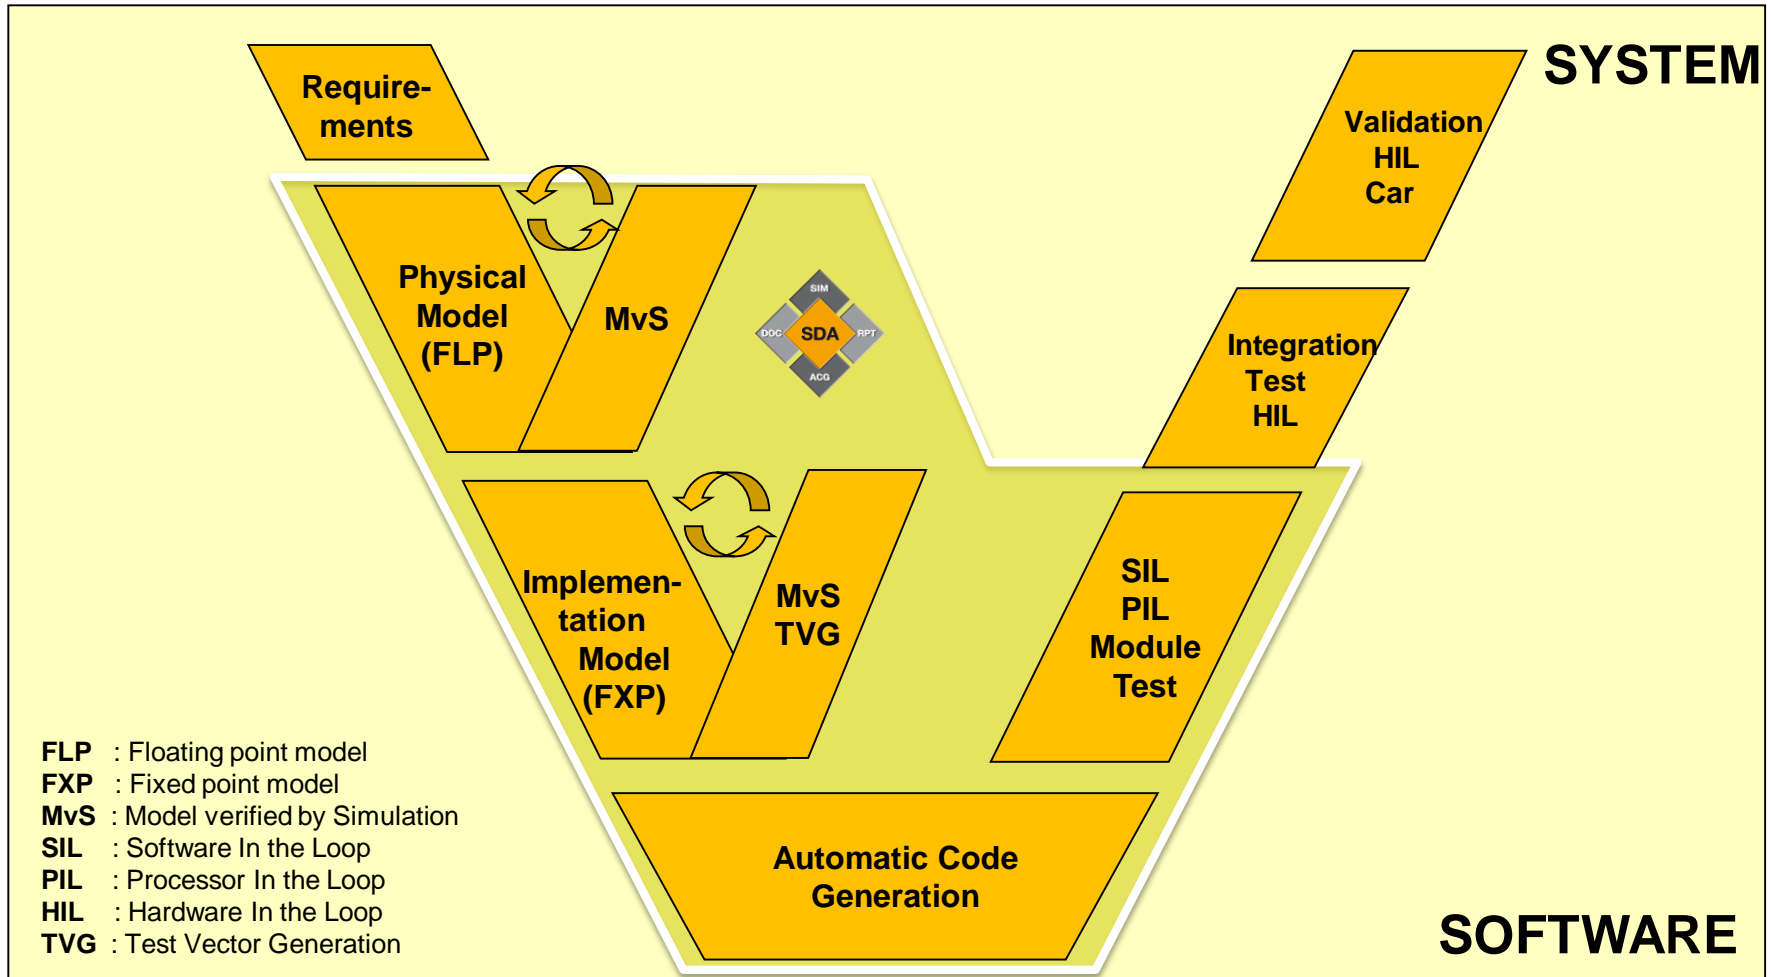 SYSTEM
Require-
ments
Validation
HIL
Car
Physical
Model
(FLP)
MvS
SIM
DOC
SDA
RPT
ACG
Integration
Test
HIL
Implemen-
tation
Model
(FXP)
MvS
TVG
SIL
PIL
Module
Test
FLP : Floating point model
FXP : Fixed point model
MvS : Model verified by Simulation
SIL : Software In the Loop
PIL : Processor In the Loop
HIL : Hardware In the Loop
TVG : Test Vector Generation
Automatic Code
Generation
SOFTWARE